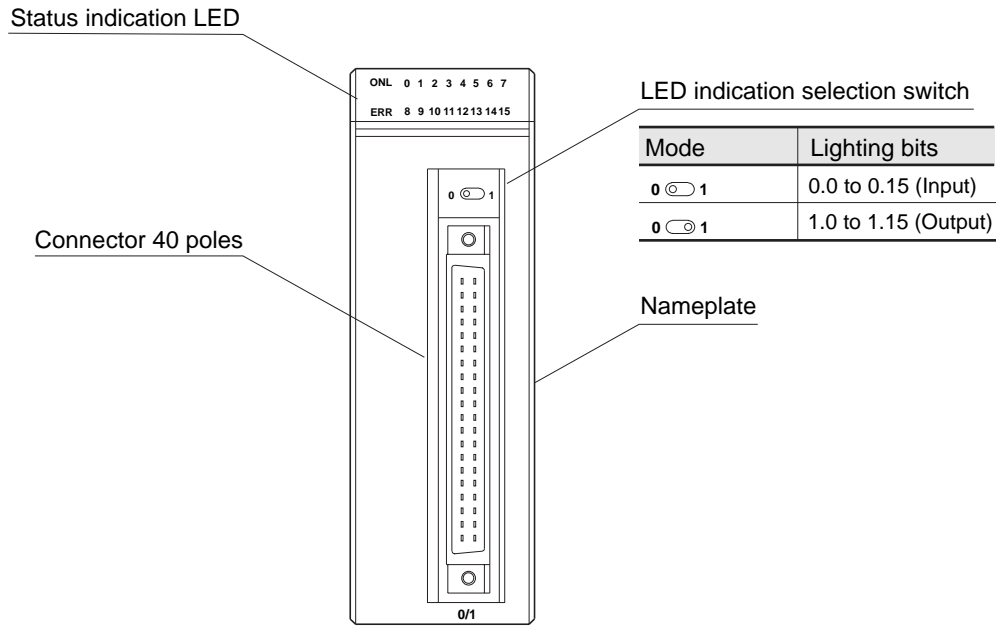 Status indication LED
ONL 0 1 2 3 4 5 6 7
ERR 8 9 10 11 12 13 14 15
LED indication selection switch
Mode Lighting bits
0 1 0.0 to 0.15 (Input)
0 1 1.0 to 1.15 (Output)
0 1
Connector 40 poles
Nameplate
0/1